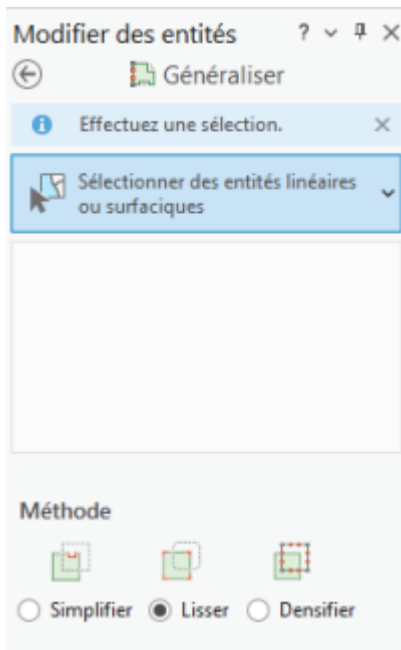 Modifier des entités ?
Généraliser
Effectuez une sélection.
Sélectionner des entités linéaires
ou surfaciques
Méthode
Simplifier Lisser Densifier